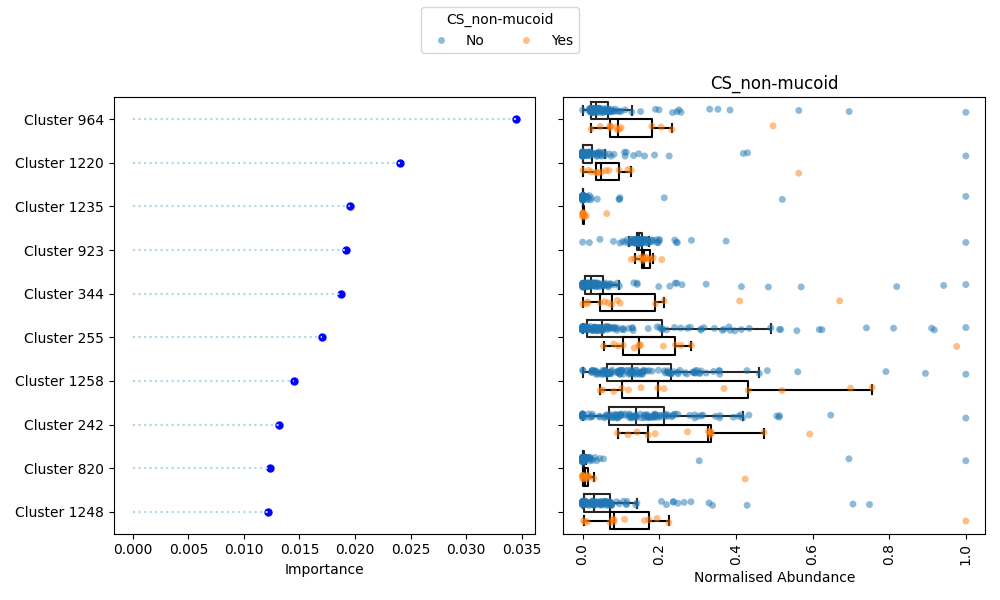 CS_non-mucoid
No Yes
CS_non-mucoid
Cluster 964
Cluster 1220
Cluster 1235
Cluster 923
Cluster 344
Cluster 255
Cluster 1258
Cluster 242
Cluster 820
Cluster 1248
0.000 0.005 0.010 0.015 0.020 0.025 0.030 0.035
Importance
0.0 0.2 0.4 0.6 0.8 1.0
Normalised Abundance